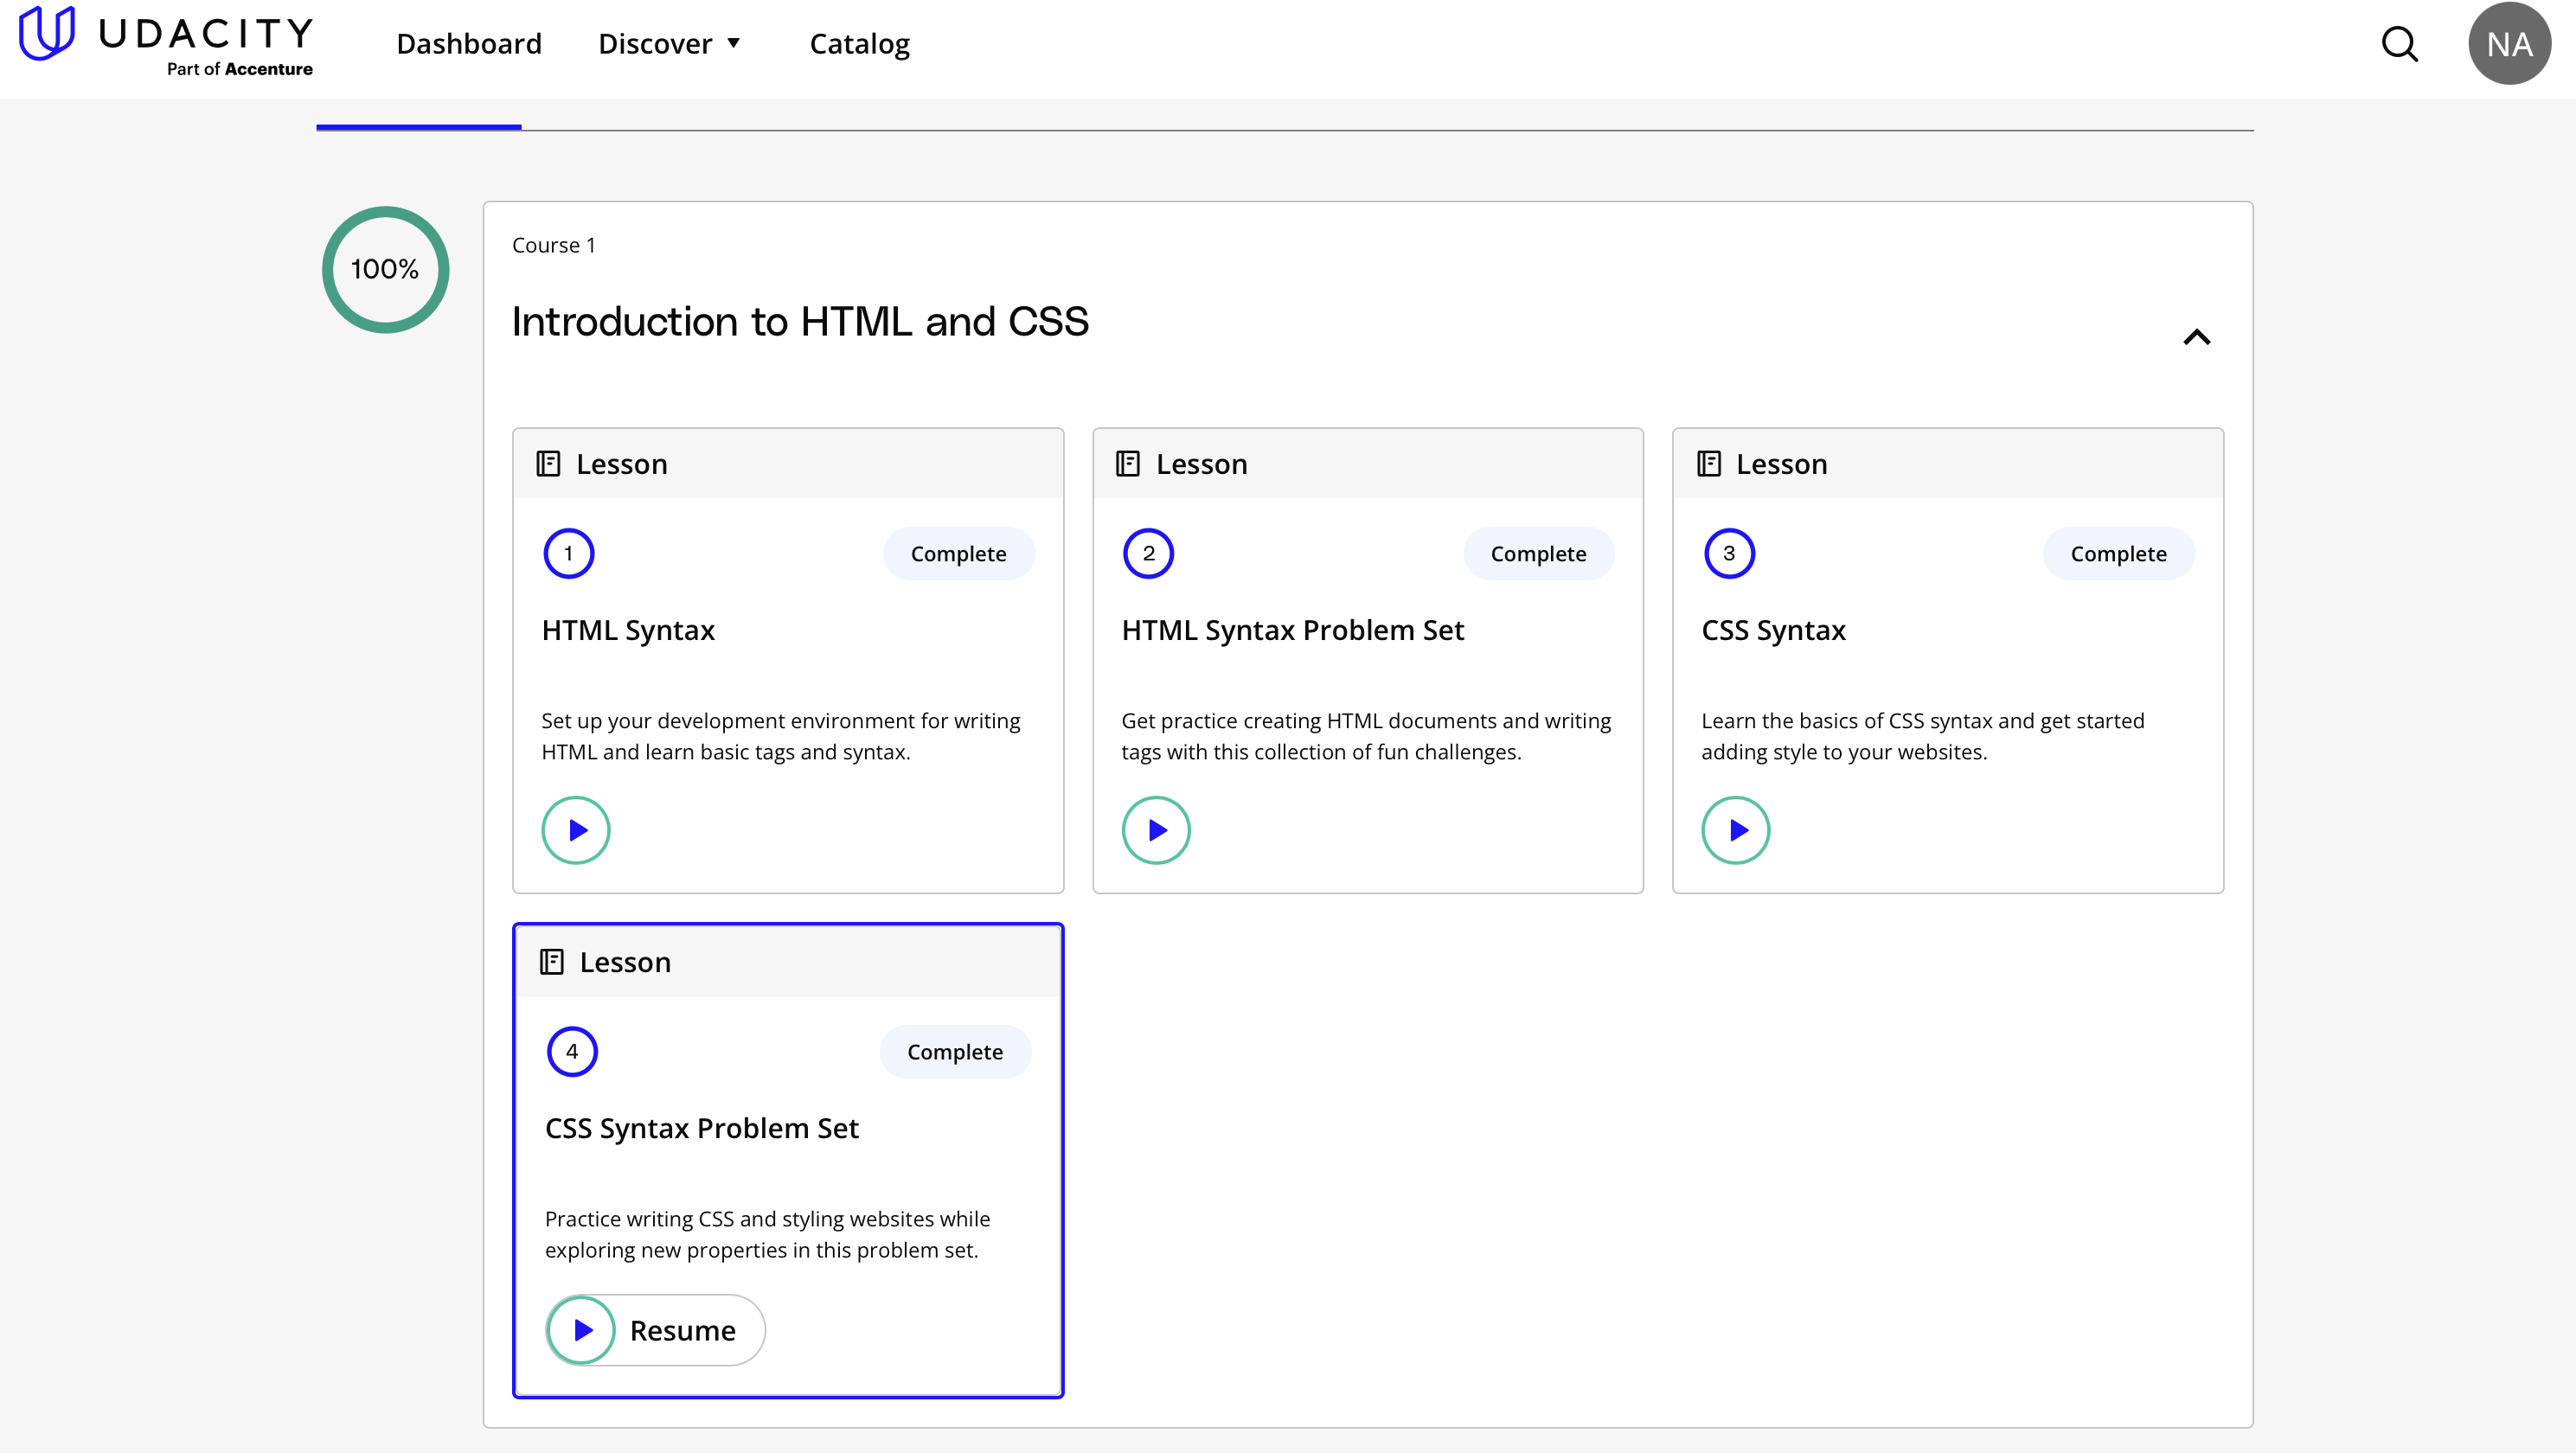 UDACITY
Part of Accenture
Dashboard
Discover
Catalog
NA
100%
Course 1
Introduction to HTML and CSS
Lesson
1
Complete
HTML Syntax
Set up your development environment for writing
HTML and learn basic tags and syntax.
Lesson
2
Complete
HTML Syntax Problem Set
Get practice creating HTML documents and writing
tags with this collection of fun challenges.
Lesson
3
Complete
CSS Syntax
Learn the basics of CSS syntax and get started
adding style to your websites.
Lesson
4
Complete
CSS Syntax Problem Set
Practice writing CSS and styling websites while
exploring new properties in this problem set.
Resume